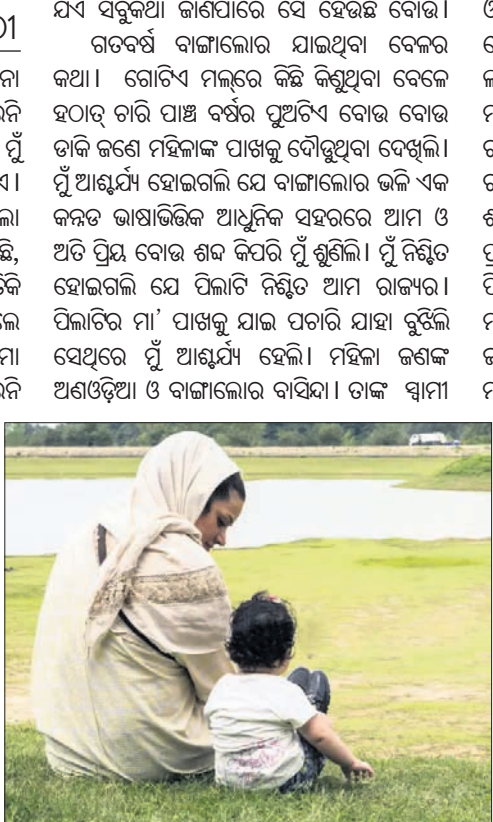 ଯିଏ ସବୁକଥା ଜାଣିପାରେ ସେ ହେଉଛି ବୋଉ।
ଗତବର୍ଷ ବାଙ୍ଗାଲୋର ଯାଇଥିବା ବେଳର
କଥା। ଗୋଟିଏ ମଲ୍‌ରେ କିଛି କିଣୁଥିବା ବେଳେ
ହଠାତ୍ ଚାରି ପାଞ୍ଚ ବର୍ଷର ପୁଅଟିଏ ବୋଉ ବୋଉ
ଡାକି ଜଣେ ମହିଳାଙ୍କ ପାଖକୁ ଦୌଡୁଥିବା ଦେଖିଲି।
ମୁଁ ଆଶ୍ଚର୍ଯ୍ୟ ହୋଇଗଲି ଯେ ବାଙ୍ଗାଲୋର ଭଳି ଏକ
କନ୍ନଡ ଭାଷାଭିତ୍ତିକ ଆଧୁନିକ ସହରରେ ଆମ ଓ
ଅତି ପ୍ରିୟ ବୋଉ ଶବ୍ଦ କିପରି ମୁଁ ଶୁଣିଲି। ମୁଁ ନିଶ୍ଚିତ
ହୋଇଗଲି ଯେ ପିଲାଟି ନିଶ୍ଚିତ ଆମ ରାଜ୍ୟର।
ପିଲାଟିର ମା’ ପାଖକୁ ଯାଇ ପଚାରି ଯାହା ବୁଝିଲି
ସେଥିରେ ମୁଁ ଆଶ୍ଚର୍ଯ୍ୟ ହେଲି। ମହିଳା ଜଣଙ୍କ
ଅଣଓଡ଼ିଆ ଓ ବାଙ୍ଗାଲୋର ବାସିନ୍ଦା। ତାଙ୍କ ସ୍ୱାମୀ